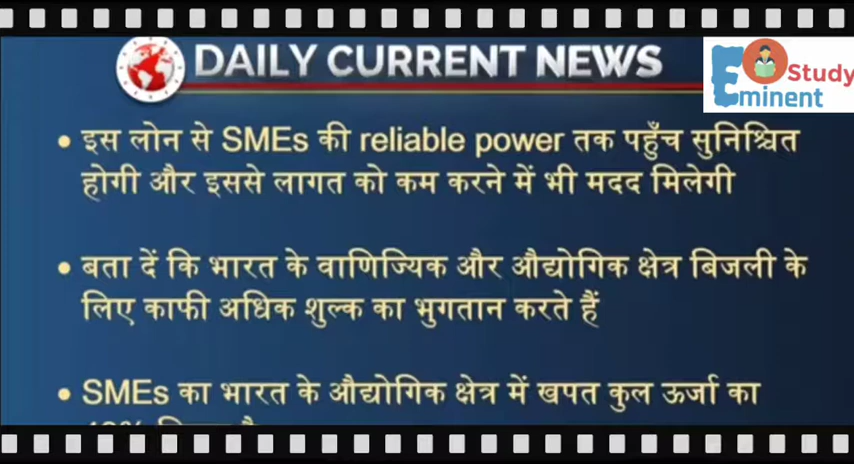 DAILY CURRENT NEWS
Eminent Study
• इस लोन से SMEs की reliable power तक पहुँच सुनिश्चित
होगी और इससे लागत को कम करने में भी मदद मिलेगी
• बता दें कि भारत के वाणिज्यिक और औद्योगिक क्षेत्र बिजली के
लिए काफी अधिक शुल्क का भुगतान करते हैं
• SMEs का भारत के औद्योगिक क्षेत्र में खपत कुल ऊर्जा का